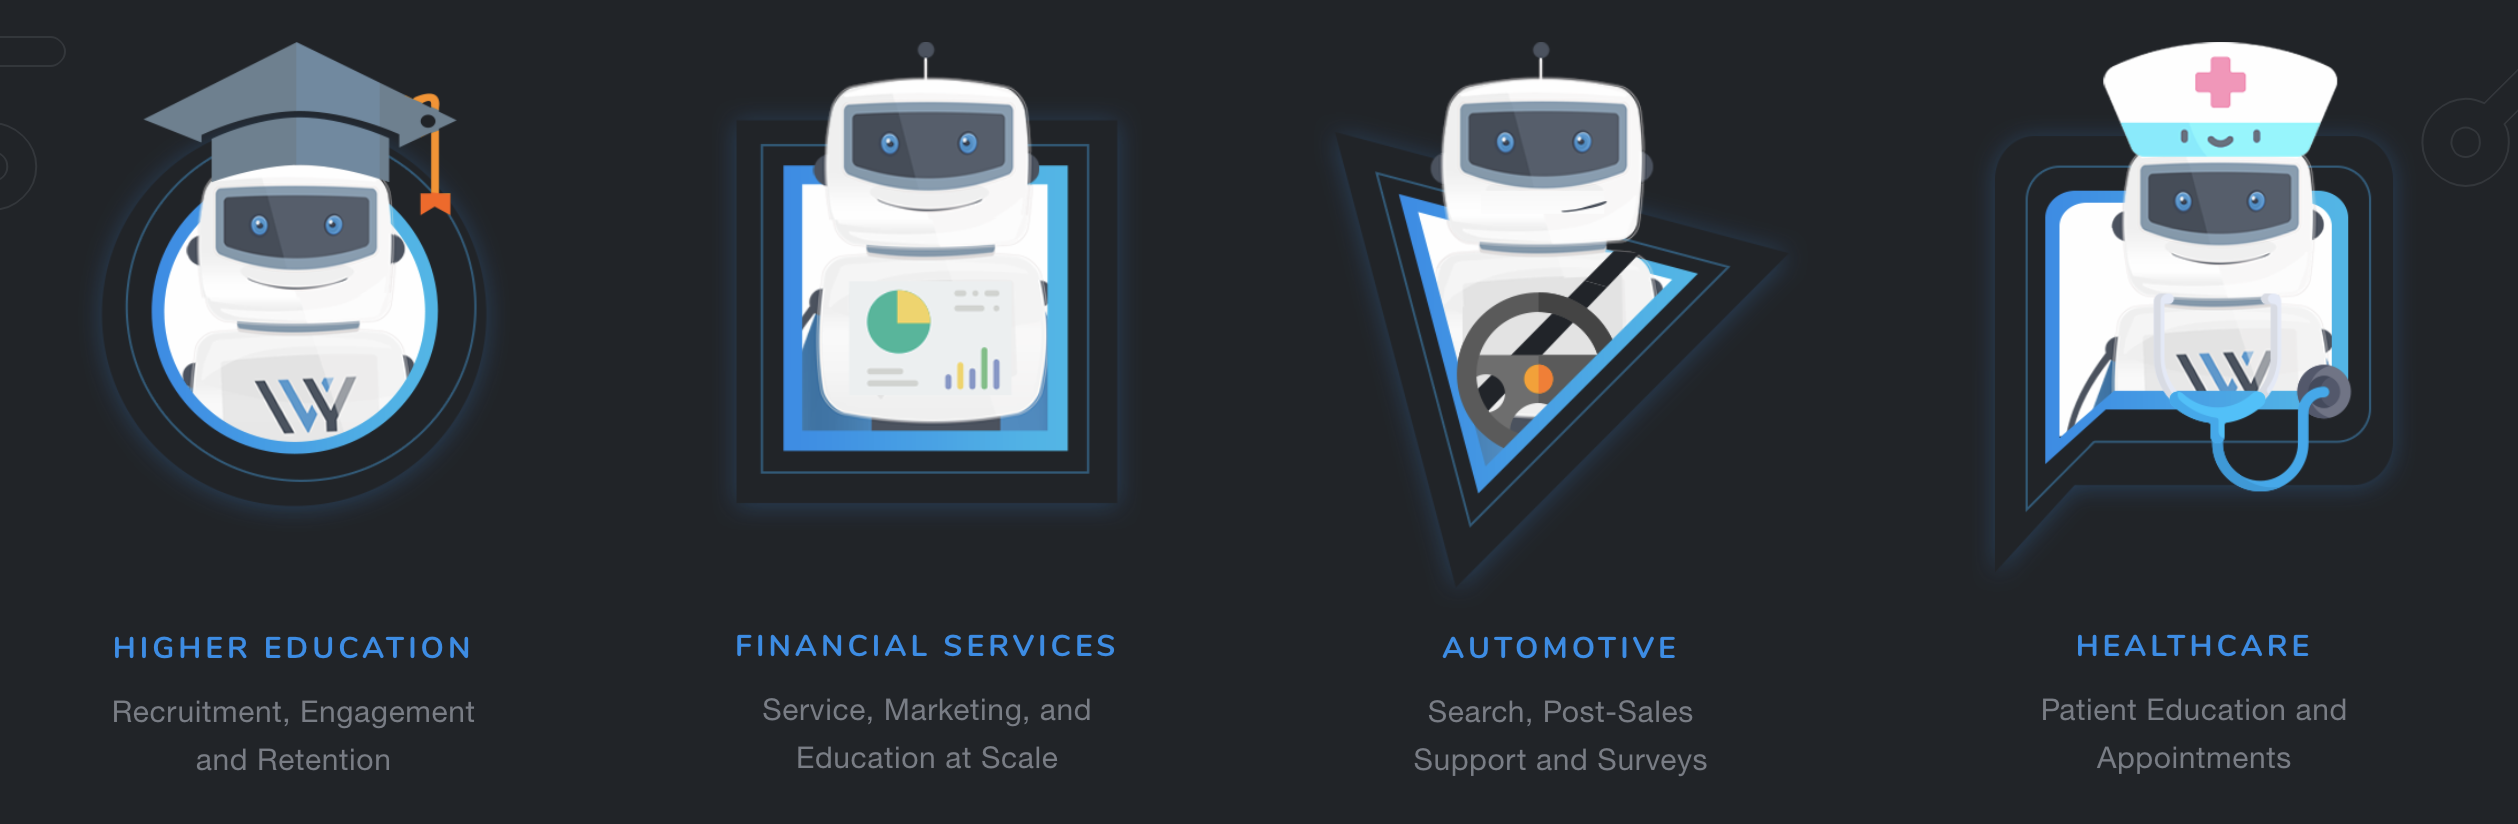 HIGHER EDUCATION
Recruitment, Engagement
and Retention
FINANCIAL SERVICES
Service, Marketing, and
Education at Scale
AUTOMOTIVE
Search, Post-Sales
Support and Surveys
HEALTHCARE
Patient Education and
Appointments